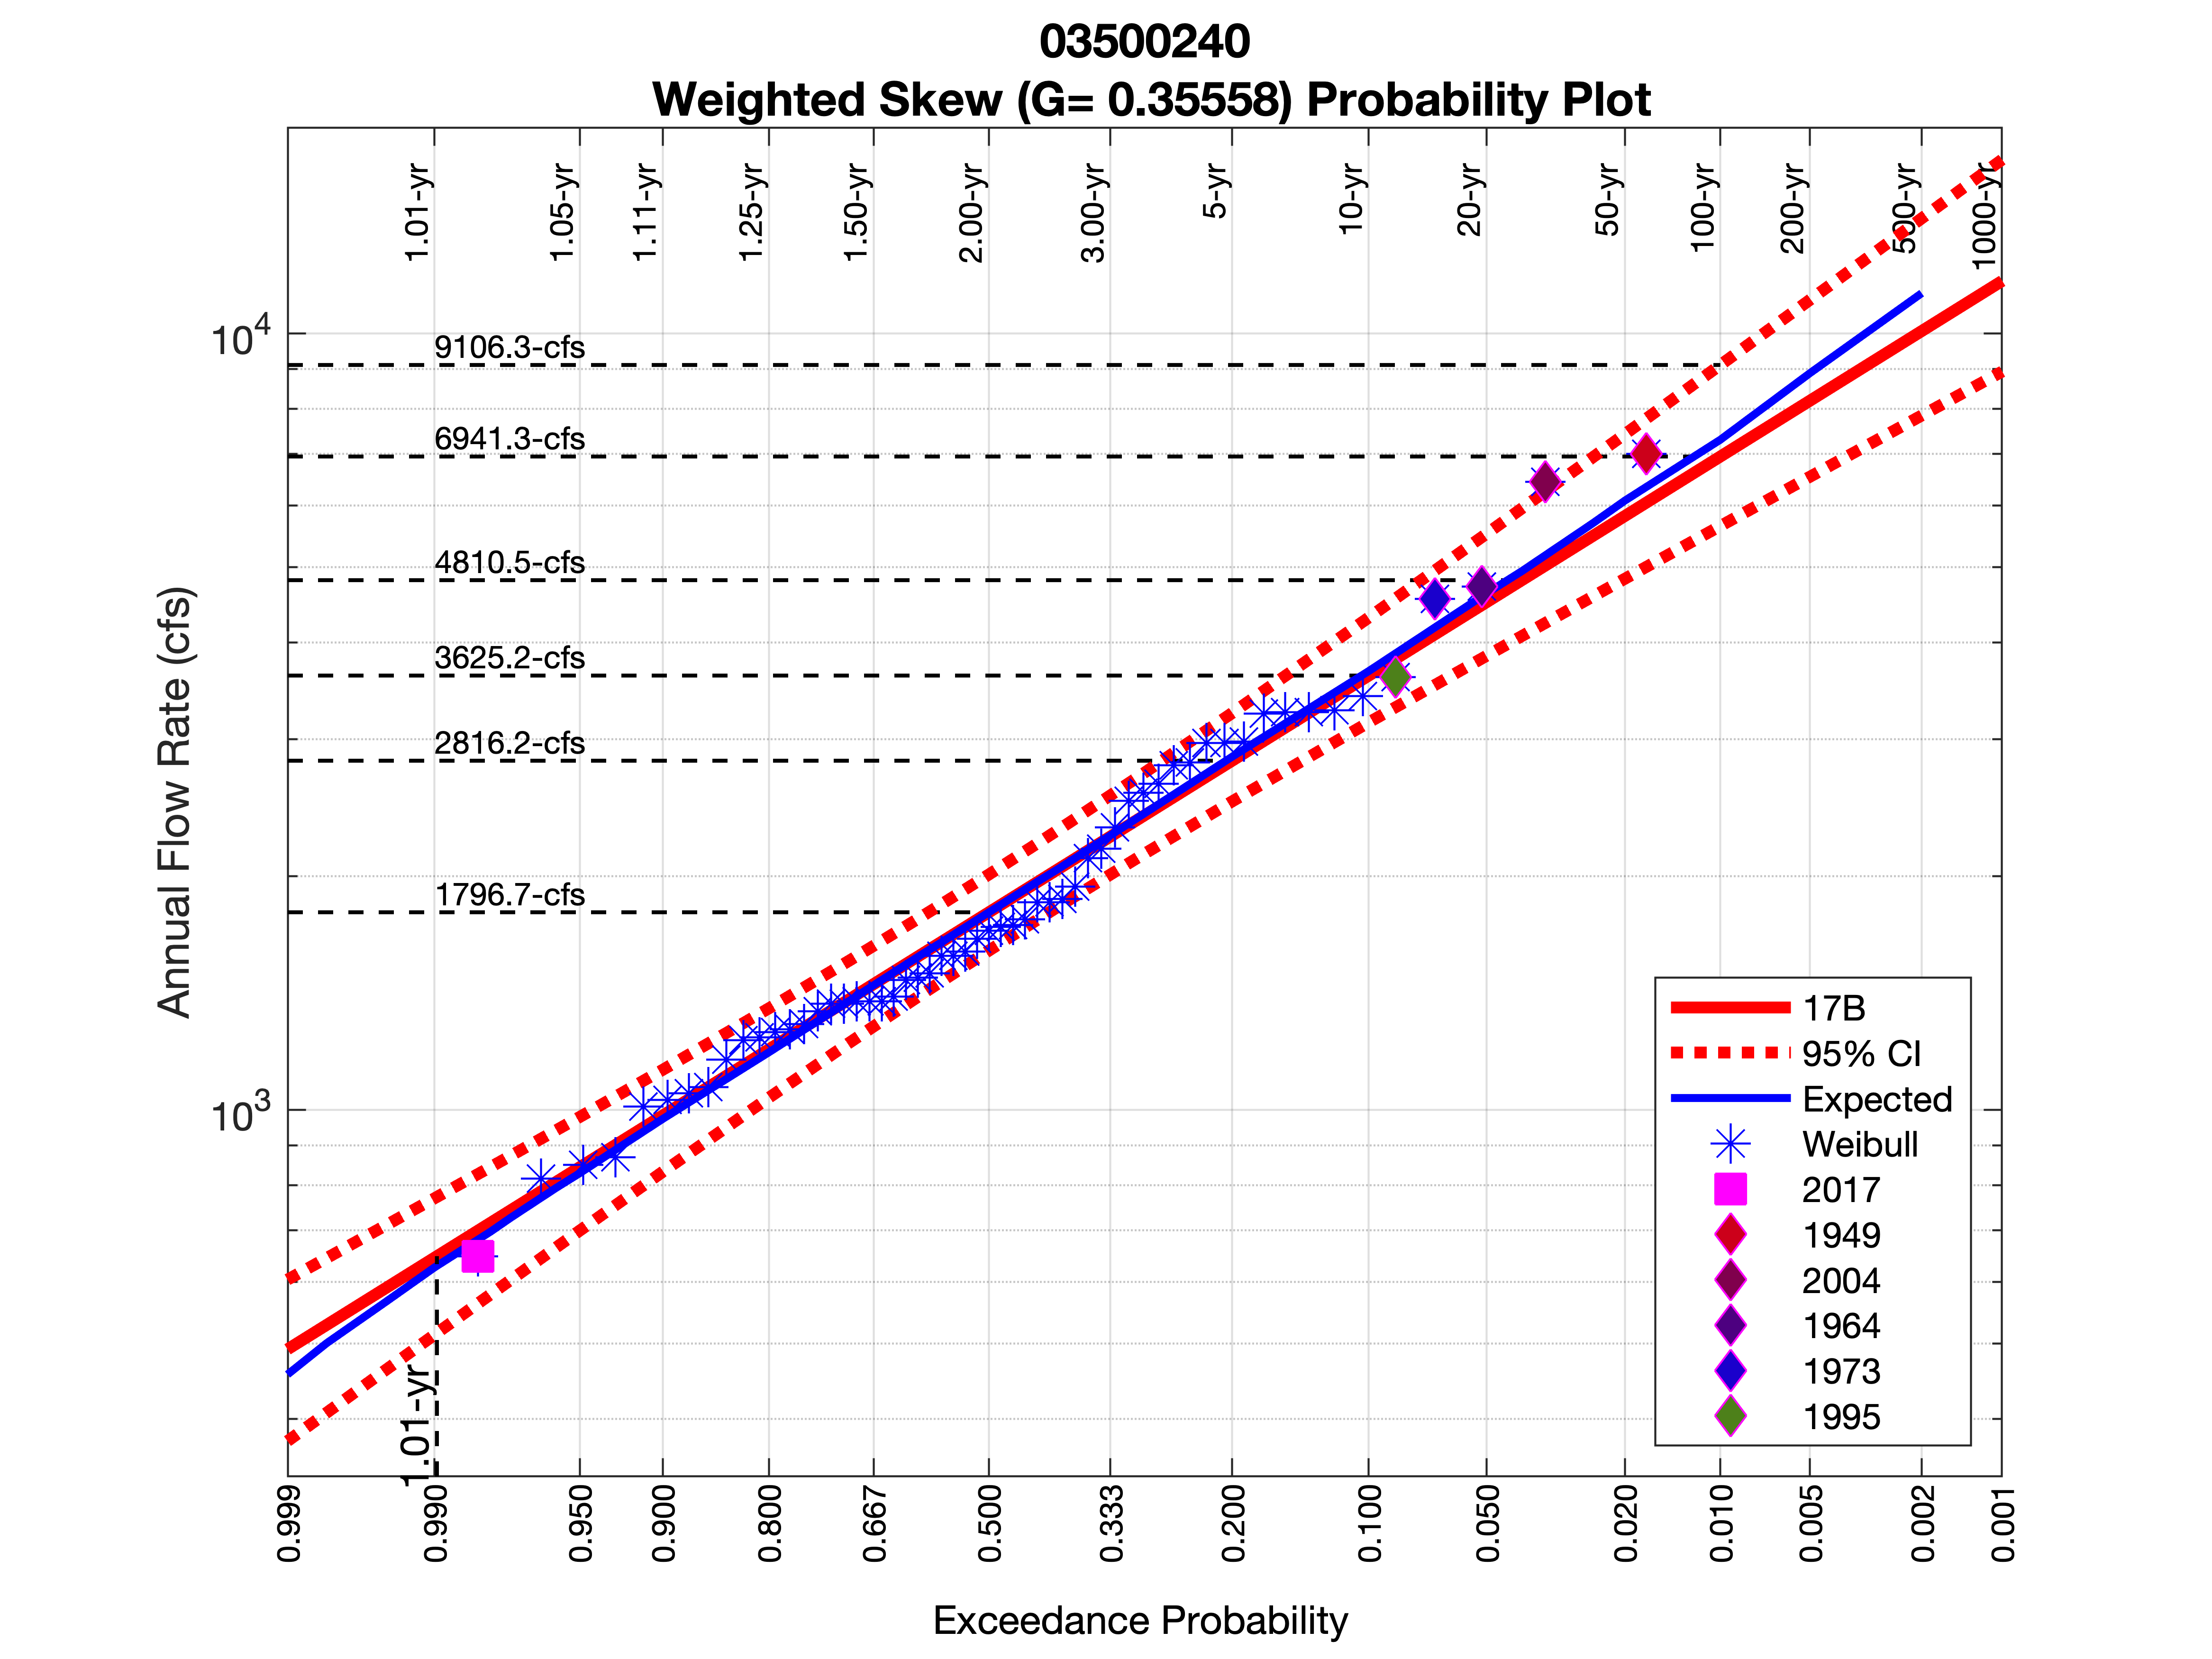 03500240
Weighted Skew (G= 0.35558) Probability Plot
1.01-yr
1.05-yr
1.11-yr
1.25-yr
1.50-yr
2.00-yr
3.00-yr
5-yr
10-yr
20-yr
50-yr
100-yr
200-yr
500-yr
1000-yr
10^4
10^3
Annual Flow Rate (cfs)
9106.3-cfs
6941.3-cfs
4810.5-cfs
3625.2-cfs
2816.2-cfs
1796.7-cfs
1.01-yr
17B
95% CI
Expected
Weibull
2017
1949
2004
1964
1973
1995
0.999
0.990
0.950
0.900
0.800
0.667
0.500
0.333
0.200
0.100
0.050
0.020
0.010
0.005
0.002
0.001
Exceedance Probability